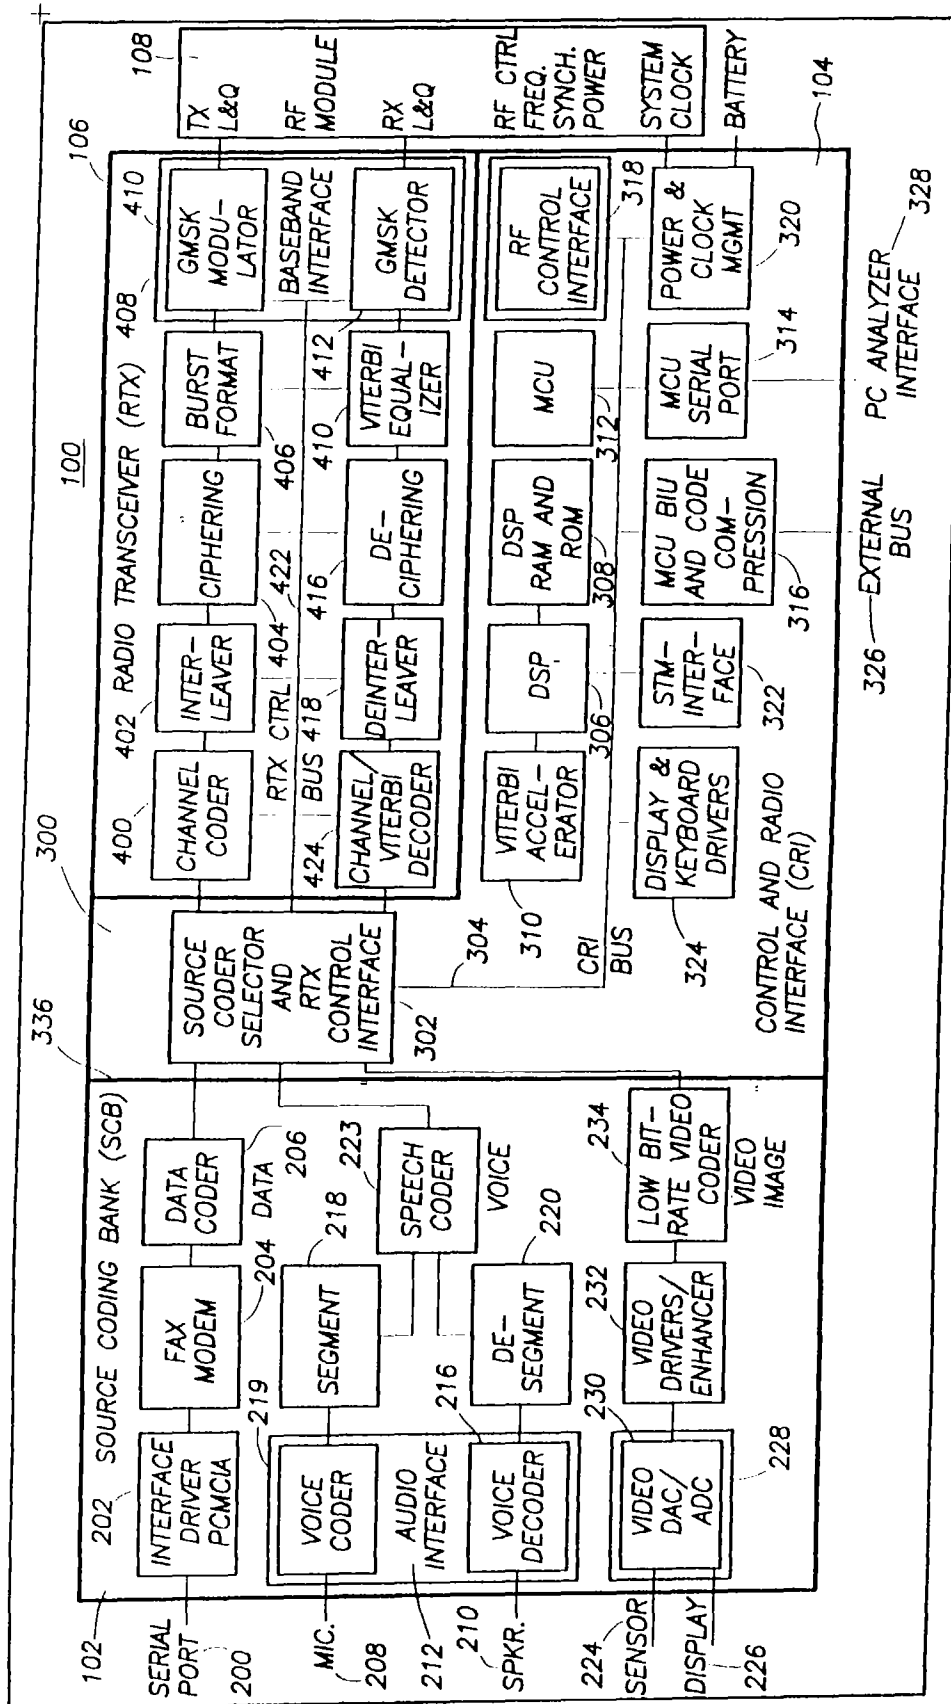 100
102
SOURCE CODING BANK (SCB)
336
300
RADIO TRANSCEIVER (RTX)
106
108
SERIAL
PORT
200
202
INTERFACE
DRIVER
PCMCIA
FAX
MODEM
204
DATA
CODER
206
DATA
MIC.
208
219
VOICE
CODER
AUDIO
INTERFACE
212
SEGMENT
218
223
SPEECH
CODER
VOICE
SPKR.
210
216
VOICE
DECODER
DE-
SEGMENT
220
224
SENSOR
DISPLAY
226
230
VIDEO
DAC/
ADC
228
232
VIDEO
DRIVERS/
ENHANCER
234
LOW BIT-
RATE VIDEO
CODER
VIDEO
IMAGE
SOURCE
CODER
SELECTOR
AND
RTX
CONTROL
INTERFACE
302
304
400
CHANNEL
CODER
402
INTER-
LEAVER
404
CIPHERING
406
BURST
FORMAT
408
410
GMSK
MODU-
LATOR
BASEBAND
INTERFACE
RTX CTRL
BUS
422
424
CHANNEL/
VITERBI
DECODER
418
DEINTER-
LEAVER
416
DE-
CIPHERING
410
VITERBI
EQUAL-
IZER
412
GMSK
DETECTOR
TX
L&Q
RF
MODULE
RX
L&Q
RF CTRL
FREQ.
SYNCH.
POWER
SYSTEM
CLOCK
BATTERY
104
VITERBI
ACCEL-
ERATOR
310
DSP
306
DSP
RAM AND
ROM
308
MCU
312
RF
CONTROL
INTERFACE
318
CRI
BUS
DISPLAY &
KEYBOARD
DRIVERS
324
STM-
INTER-
FACE
322
MCU BIU
AND CODE
COM-
PRESSION
316
MCU
SERIAL
PORT
314
POWER &
CLOCK
MGMT
320
CONTROL AND RADIO
INTERFACE (CRI)
326 EXTERNAL
BUS
PC ANALYZER
INTERFACE
328